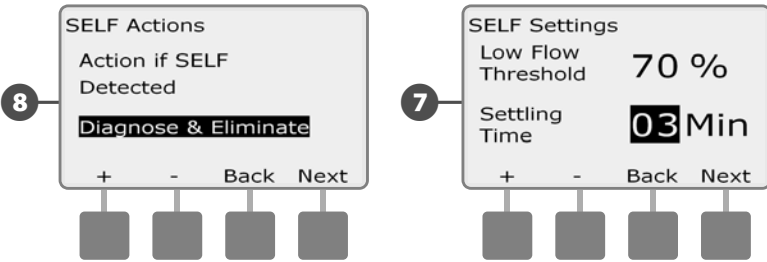 8
SELF Actions
Action if SELF
Detected
Diagnose & Eliminate
+ - Back Next
7
SELF Settings
Low Flow
Threshold 70 %
Settling
Time 03 Min
+ - Back Next